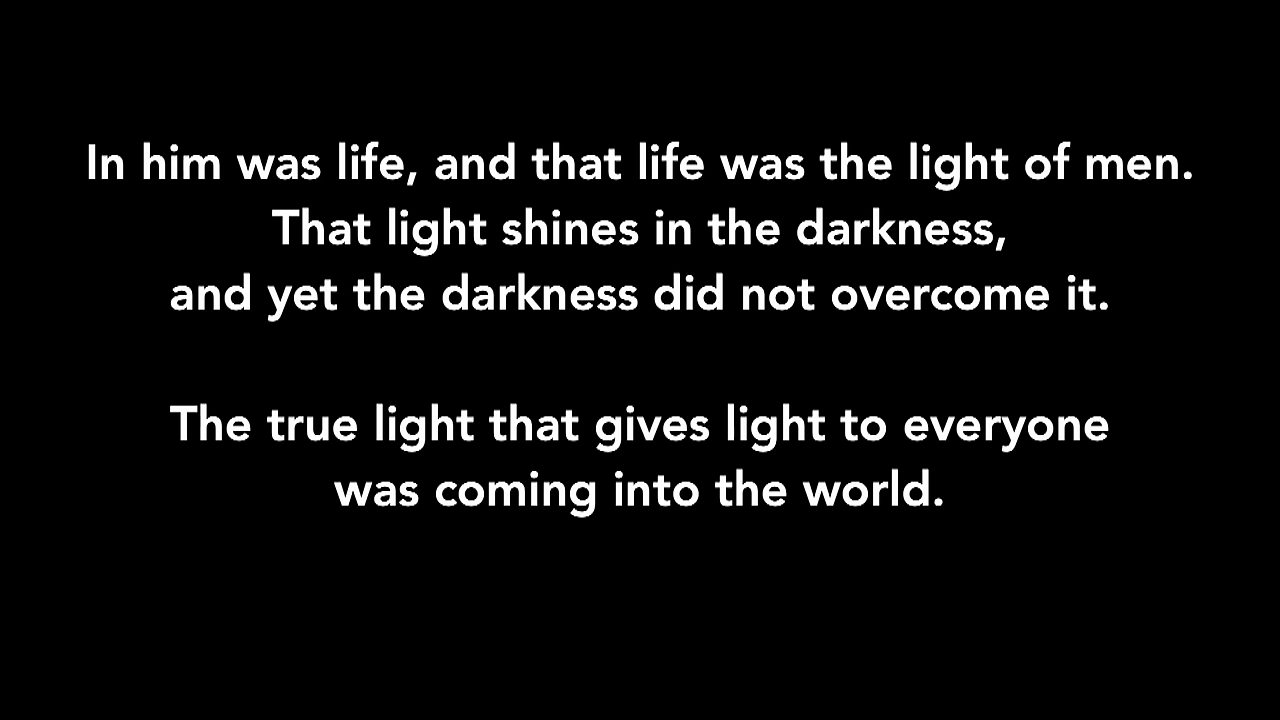 In him was life, and that life was the light of men.
That light shines in the darkness,
and yet the darkness did not overcome it.
The true light that gives light to everyone
was coming into the world.